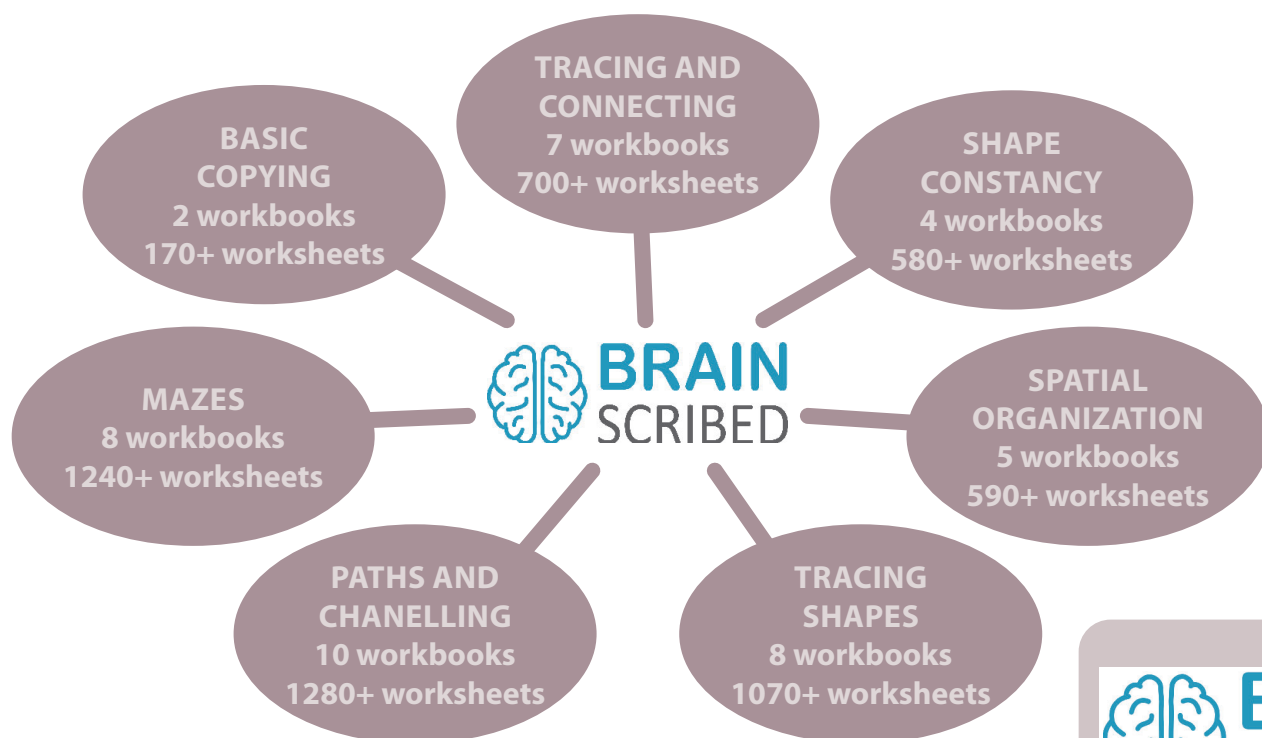 TRACING AND
CONNECTING
7 workbooks
700+ worksheets
BASIC
COPYING
2 workbooks
170+ worksheets
SHAPE
CONSTANCY
4 workbooks
580+ worksheets
BRAIN
SCRIBED
MAZES
8 workbooks
1240+ worksheets
SPATIAL
ORGANIZATION
5 workbooks
590+ worksheets
PATHS AND
CHANELLING
10 workbooks
1280+ worksheets
TRACING
SHAPES
8 workbooks
1070+ worksheets